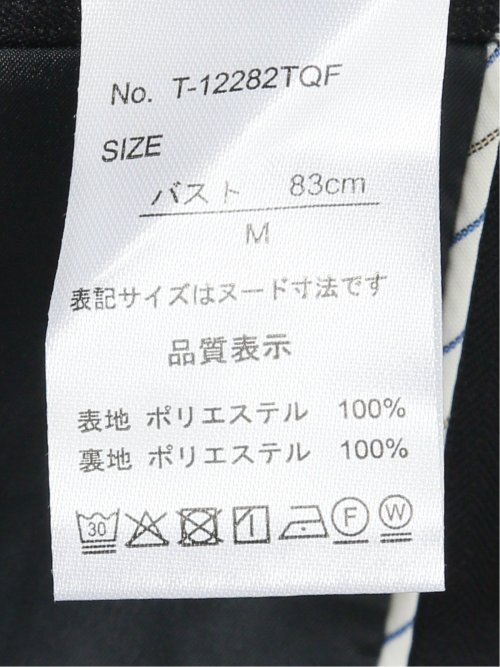 No. T-12282TQF
SIZE
バスト 83cm
M
表記サイズはヌード寸法です
品質表示
表地 ポリエステル 100%
裏地 ポリエステル 100%
30 F W